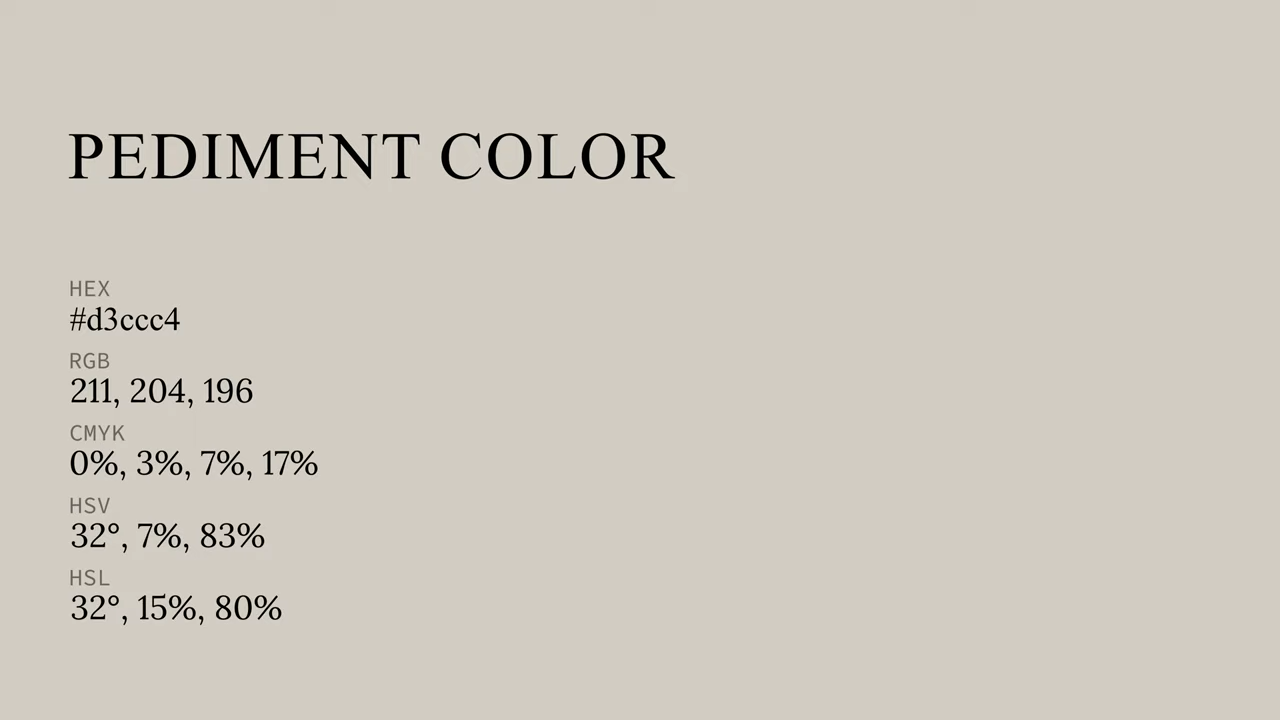 PEDIMENT COLOR
HEX
#d3ccc4
RGB
211, 204, 196
CMYK
0%, 3%, 7%, 17%
HSV
32°, 7%, 83%
HSL
32°, 15%, 80%